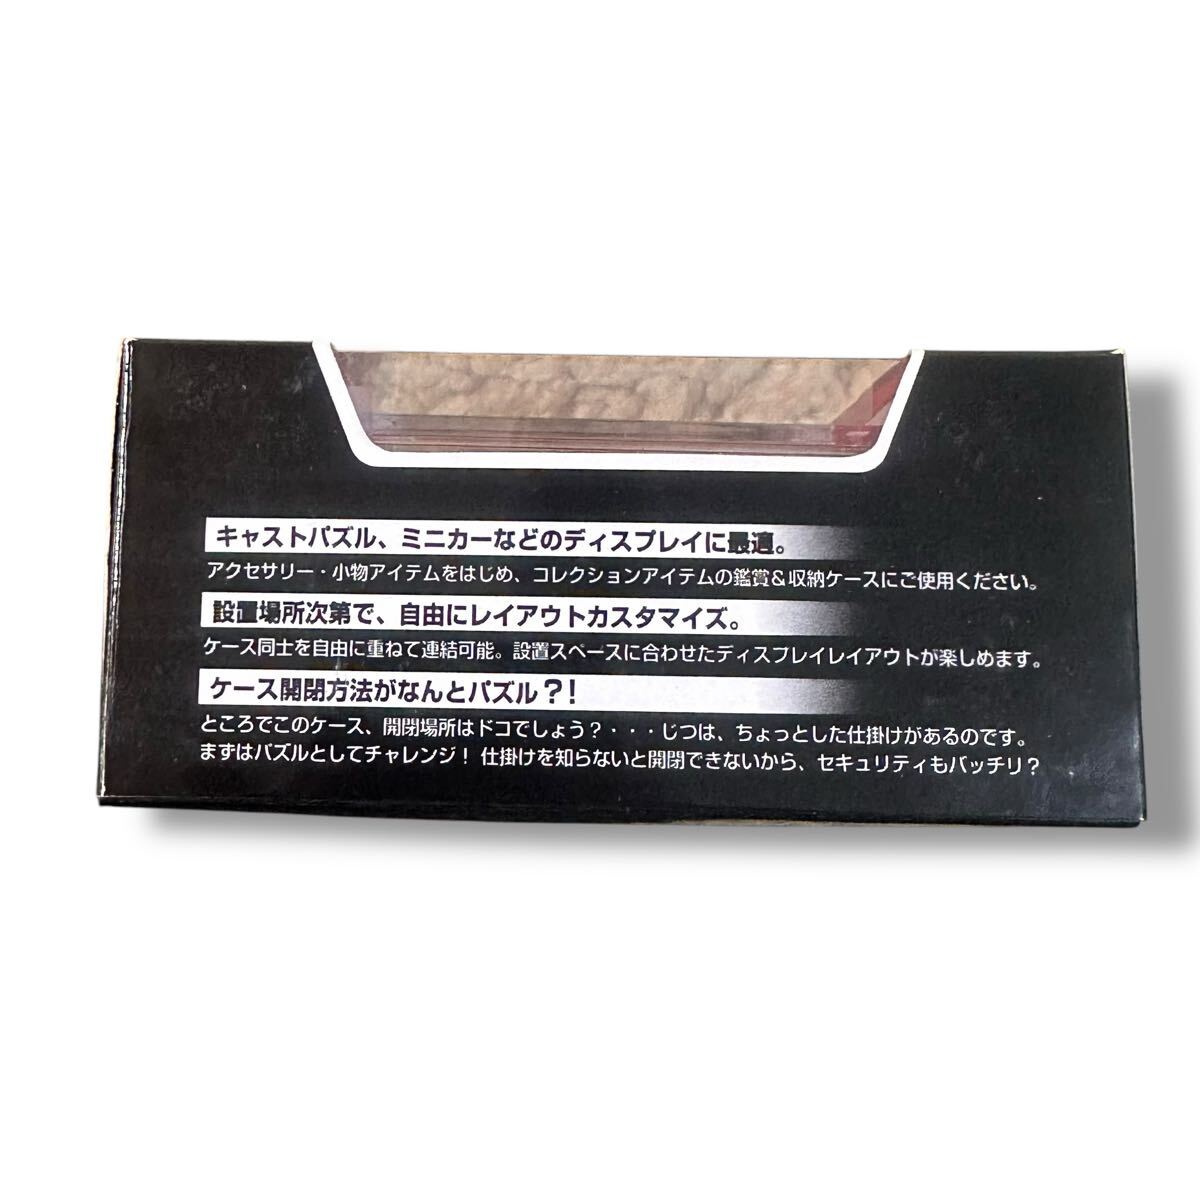 キャストパズル、ミニカーなどのディスプレイに最適。
アクセサリー・小物アイテムをはじめ、コレクションアイテムの鑑賞&収納ケースにご使用ください。
設置場所次第で、自由にレイアウトカスタマイズ。
ケース同士を自由に重ねて連結可能。設置スペースに合わせたディスプレイレイアウトが楽しめます。
ケース開閉方法がなんとパズル?!
ところでこのケース、開閉場所はドコでしょう?・・・じつは、ちょっとした仕掛けがあるのです。
まずはパズルとしてチャレンジ! 仕掛けを知らないと開閉できないから、セキュリティもバッチリ?